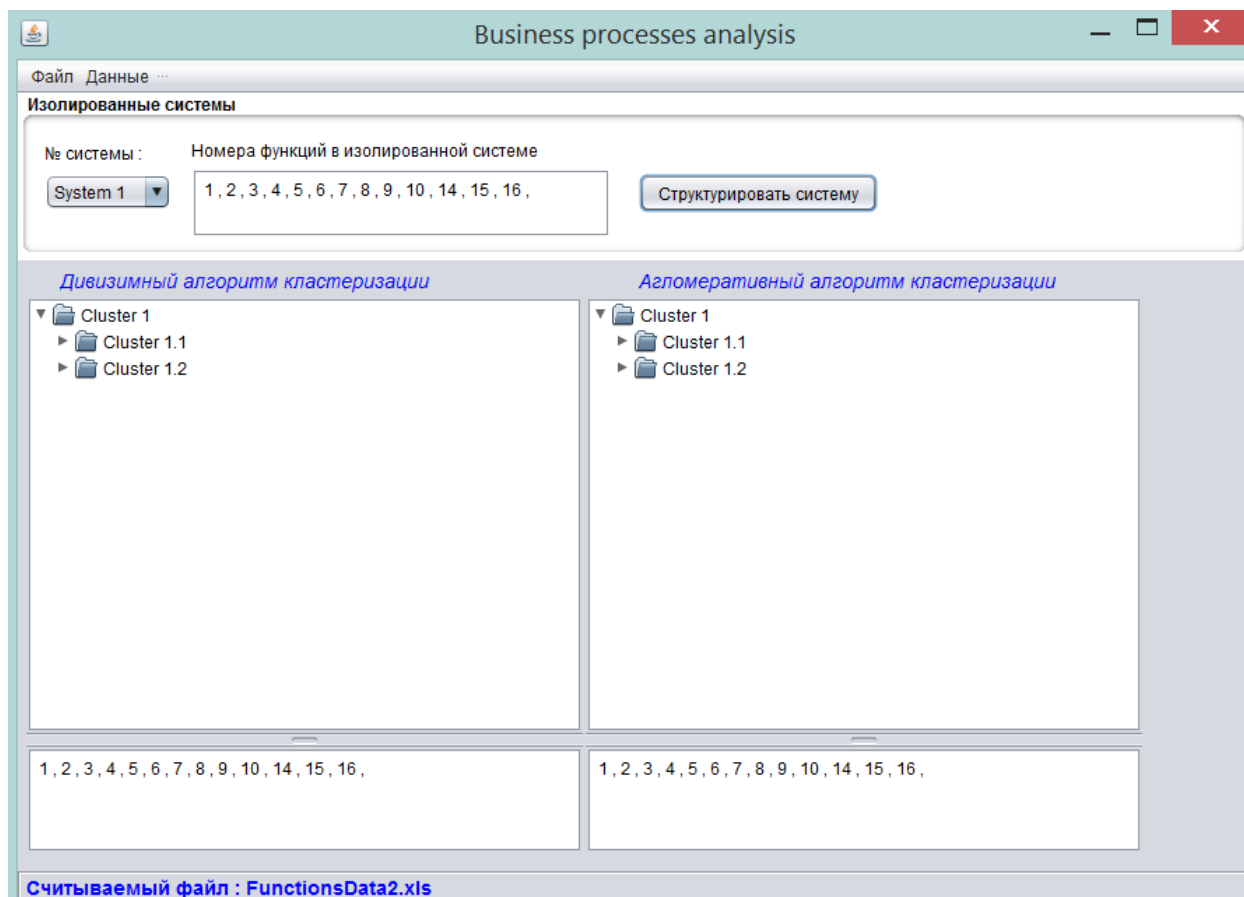 Business processes analysis
Файл Данные ...
Изолированные системы
№ системы :
Номера функций в изолированной системе
System 1
1 , 2 , 3 , 4 , 5 , 6 , 7 , 8 , 9 , 10 , 14 , 15 , 16 ,
Структурировать систему
Дивизимный алгоритм кластеризации
Cluster 1
Cluster 1.1
Cluster 1.2
1 , 2 , 3 , 4 , 5 , 6 , 7 , 8 , 9 , 10 , 14 , 15 , 16 ,
Агломеративный алгоритм кластеризации
Cluster 1
Cluster 1.1
Cluster 1.2
1 , 2 , 3 , 4 , 5 , 6 , 7 , 8 , 9 , 10 , 14 , 15 , 16 ,
Считываемый файл : FunctionsData2.xls